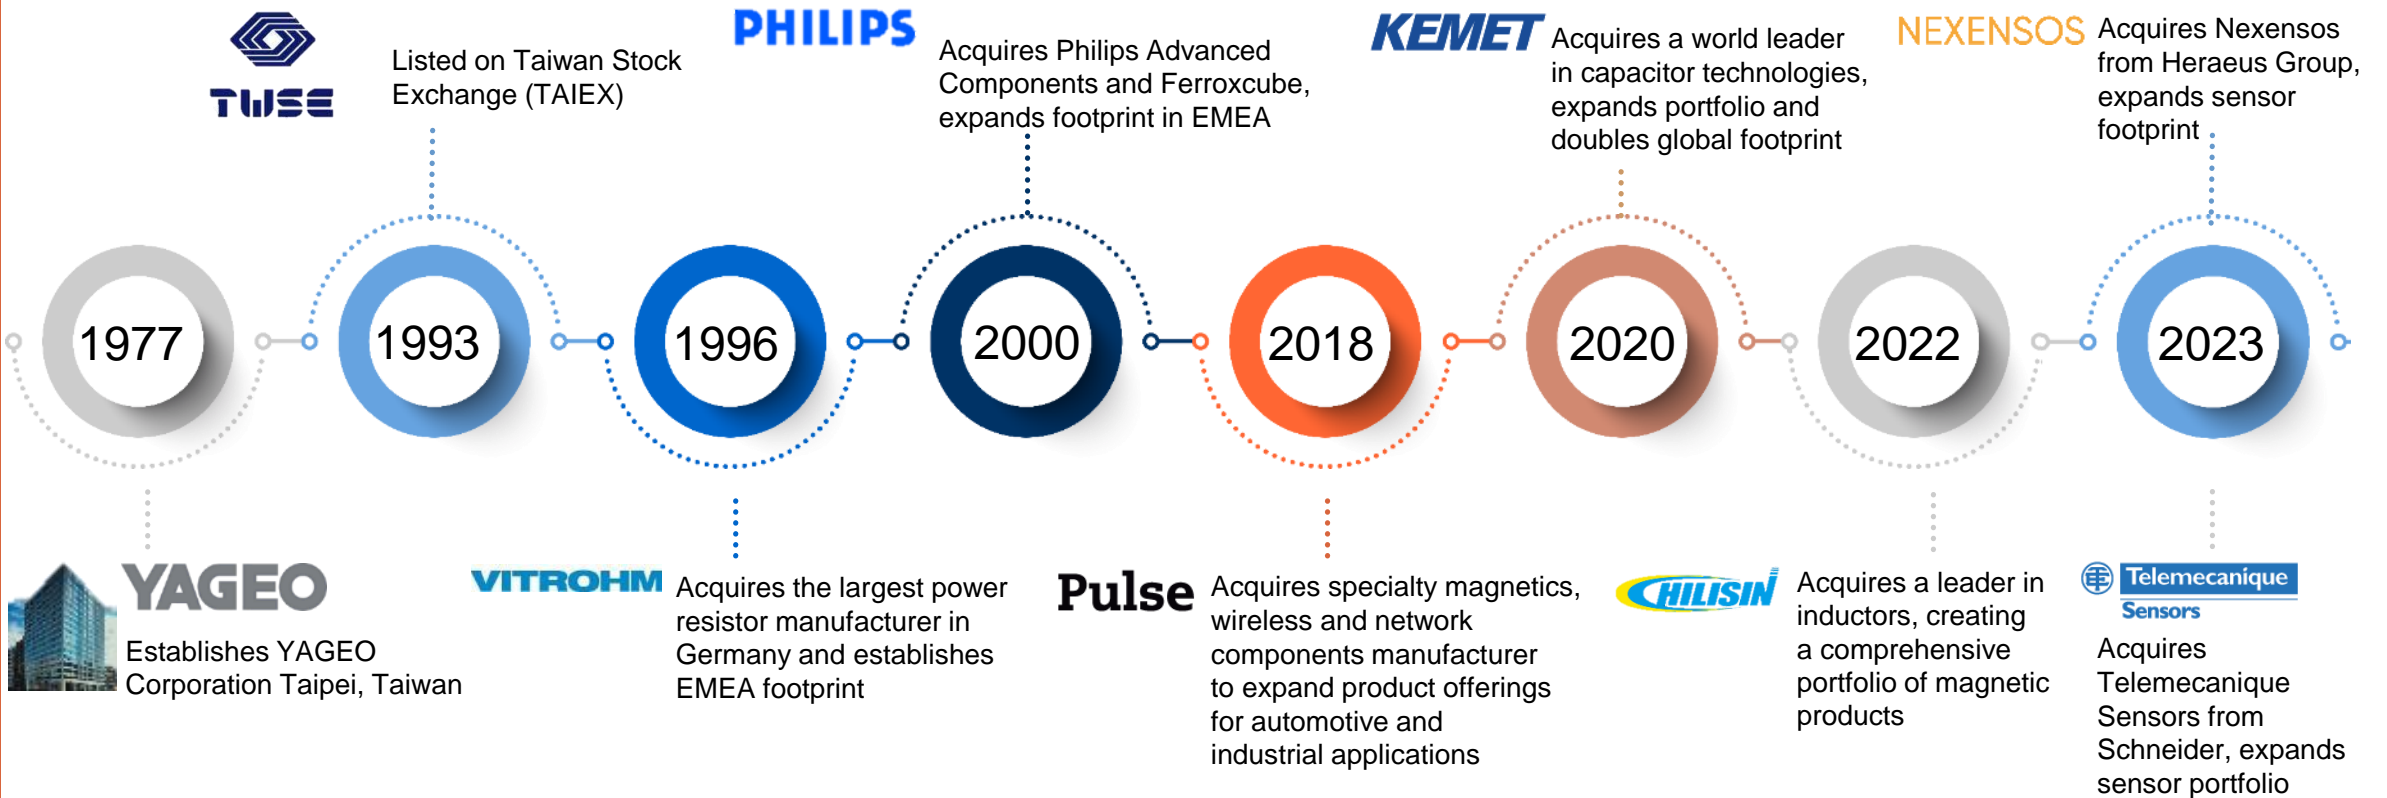 TWSE
Listed on Taiwan Stock
Exchange (TAIEX)
PHILIPS
Acquires Philips Advanced
Components and Ferroxcube,
expands footprint in EMEA
KEMET
Acquires a world leader
in capacitor technologies,
expands portfolio and
doubles global footprint
NEXENSOS
Acquires Nexensos
from Heraeus Group,
expands sensor
footprint
1977
1993
1996
2000
2018
2020
2022
2023
YAGEO
Establishes YAGEO
Corporation Taipei, Taiwan
VITROHM
Acquires the largest power
resistor manufacturer in
Germany and establishes
EMEA footprint
Pulse
Acquires specialty magnetics,
wireless and network
components manufacturer
to expand product offerings
for automotive and
industrial applications
CHILISIN
Acquires a leader in
inductors, creating
a comprehensive
portfolio of magnetic
products
Telemecanique
Sensors
Acquires
Telemecanique
Sensors from
Schneider, expands
sensor portfolio